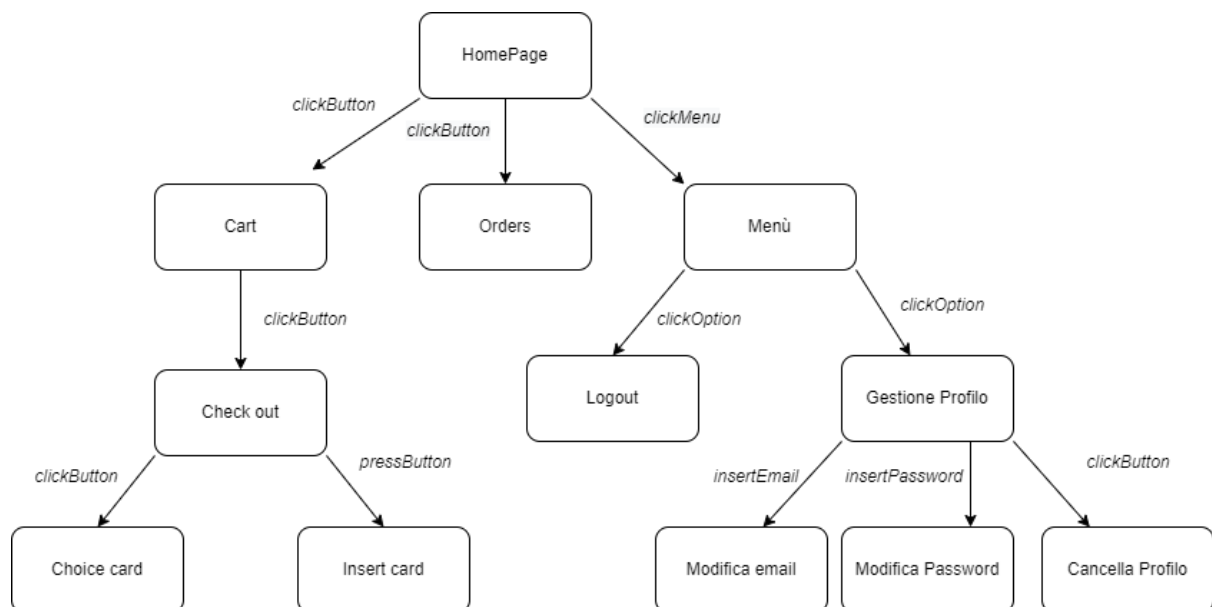 HomePage
clickButton
clickButton
clickMenu
Cart
Orders
Menù
clickButton
clickOption
clickOption
Check out
Logout
Gestione Profilo
clickButton
pressButton
insertEmail
insertPassword
clickButton
Choice card
Insert card
Modifica email
Modifica Password
Cancella Profilo